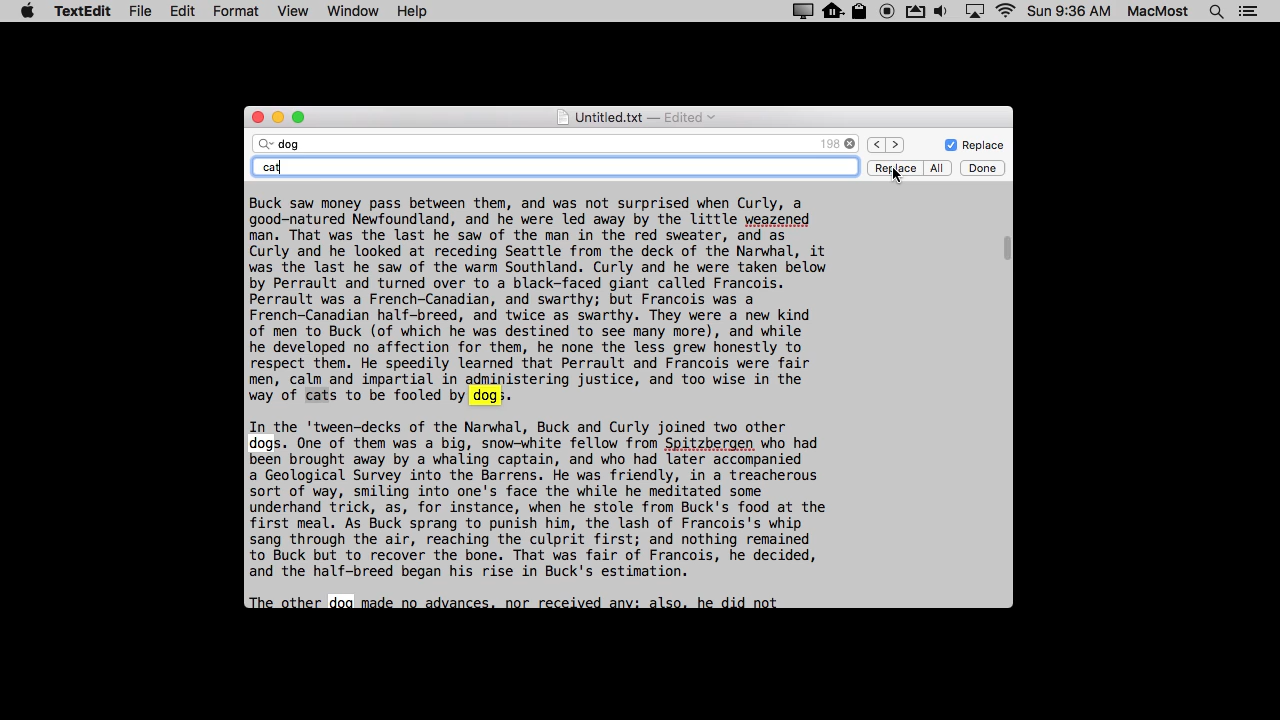 TextEdit File Edit Format View Window Help Sun 9:36 AM MacMost
Untitled.txt — Edited
dog 198 Replace
cat Replace All Done
Buck saw money pass between them, and was not surprised when Curly, a
good-natured Newfoundland, and he were led away by the little weazened
man. That was the last he saw of the man in the red sweater, and as
Curly and he looked at receding Seattle from the deck of the Narwhal, it
was the last he saw of the warm Southland. Curly and he were taken below
by Perrault and turned over to a black-faced giant called Francois.
Perrault was a French-Canadian, and swarthy; but Francois was a
French-Canadian half-breed, and twice as swarthy. They were a new kind
of men to Buck (of which he was destined to see many more), and while
he developed no affection for them, he none the less grew honestly to
respect them. He speedily learned that Perrault and Francois were fair
men, calm and impartial in administering justice, and too wise in the
way of cats to be fooled by dogs.
In the 'tween-decks of the Narwhal, Buck and Curly joined two other
dogs. One of them was a big, snow-white fellow from Spitzbergen who had
been brought away by a whaling captain, and who had later accompanied
a Geological Survey into the Barrens. He was friendly, in a treacherous
sort of way, smiling into one's face the while he meditated some
underhand trick, as, for instance, when he stole from Buck's food at the
first meal. As Buck sprang to punish him, the lash of Francois's whip
sang through the air, reaching the culprit first; and nothing remained
to Buck but to recover the bone. That was fair of Francois, he decided,
and the half-breed began his rise in Buck's estimation.
The other dog made no advances, nor received any; also, he did not